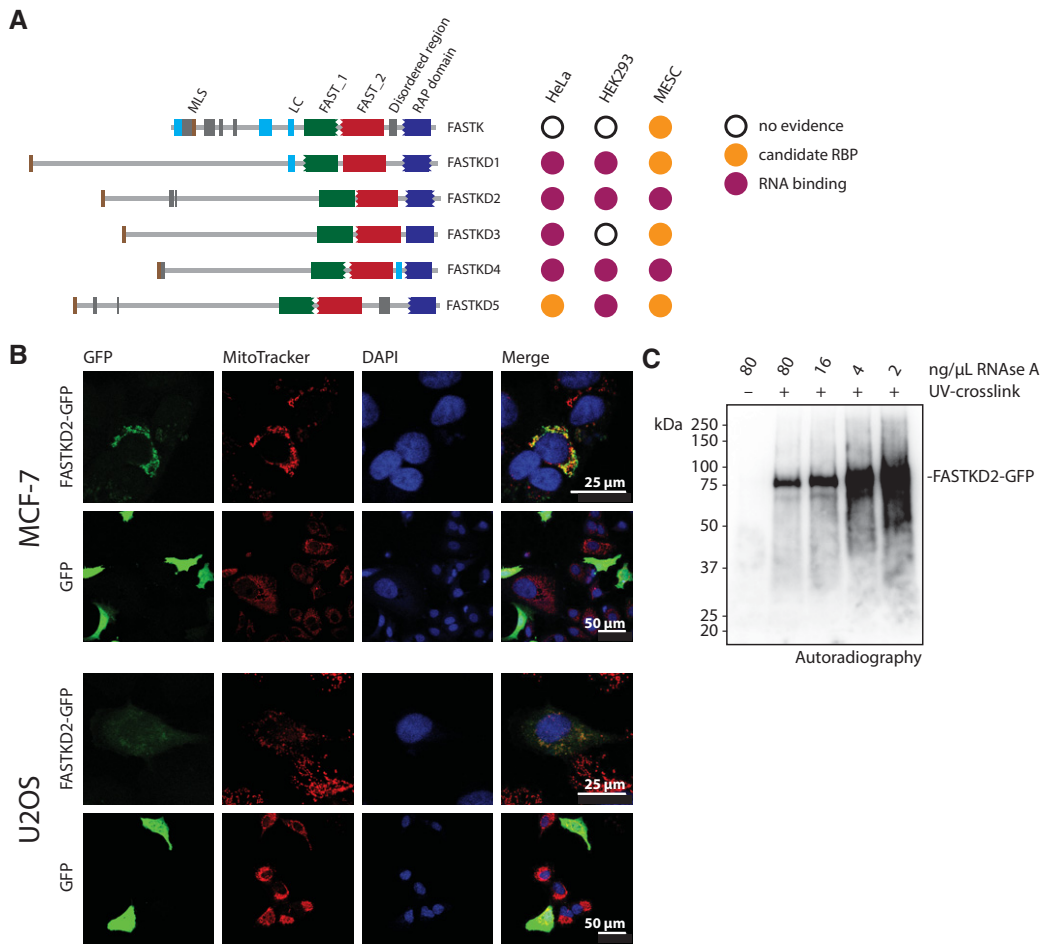 A
MLS
LC
FAST_1
FAST_2
Disordered region
RAP domain
HeLa
HEK293
MESC
FASTK
FASTKD1
FASTKD2
FASTKD3
FASTKD4
FASTKD5
no evidence
candidate RBP
RNA binding
B
GFP MitoTracker DAPI Merge
MCF-7
FASTKD2-GFP
25 µm
GFP
50 µm
U2OS
FASTKD2-GFP
25 µm
GFP
50 µm
C
80 80 16 4 2 ng/µL RNAse A
– + + + + UV-crosslink
kDa
250
150
100
75
50
37
25
20
-FASTKD2-GFP
Autoradiography